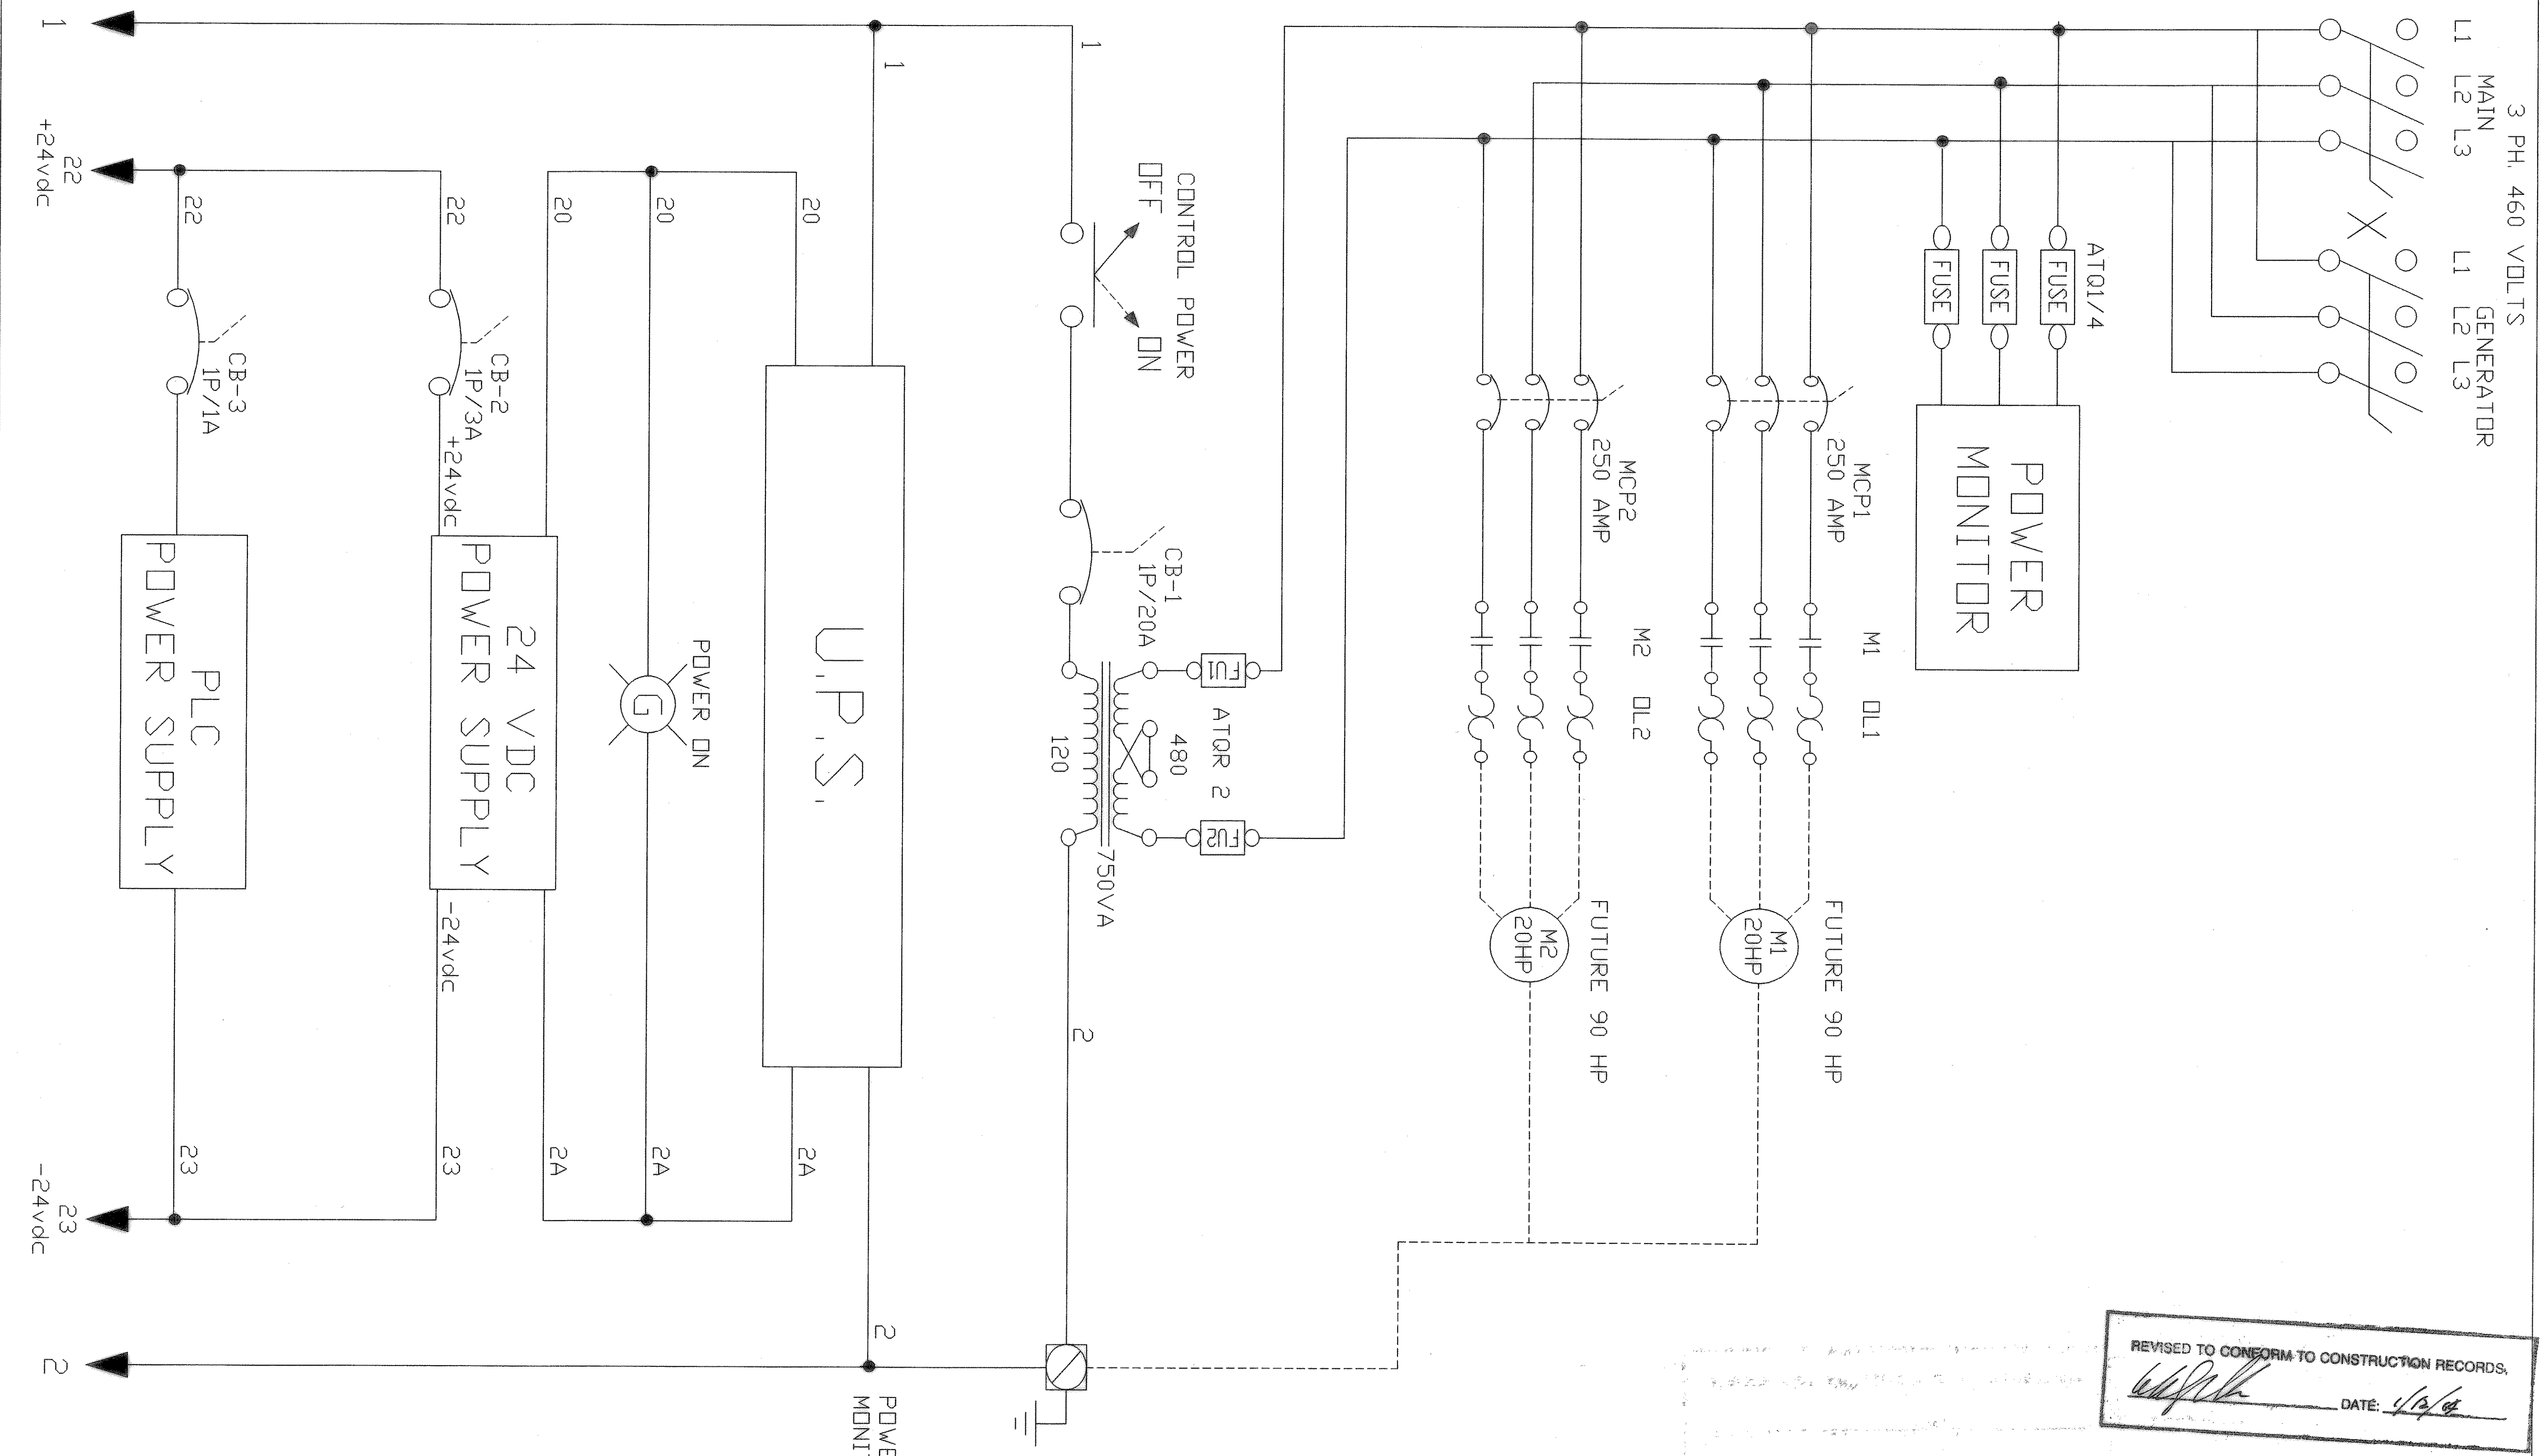 3 PH. 460 VOLTS
MAIN
L1 L2 L3
GENERATOR
L1 L2 L3
ATQ1/4
FUSE
FUSE
FUSE
POWER
MONITOR
MCP1
250 AMP
M1 OL1
FUTURE 90 HP
M1
20HP
MCP2
250 AMP
M2 OL2
FUTURE 90 HP
M2
20HP
FU1
ATQR 2
FU2
480
120
750VA
CONTROL POWER
OFF
ON
CB-1
1P/20A
1
2
1
2
U.P.S.
20
2A
POWER ON
20
G
2A
20
2A
24 VDC
POWER SUPPLY
22
CB-2
1P/3A
+24vdc
-24vdc
23
22
CB-3
1P/1A
PLC
POWER SUPPLY
23
1
22
+24vdc
23
-24vdc
2
REVISED TO CONFORM TO CONSTRUCTION RECORDS.
DATE: